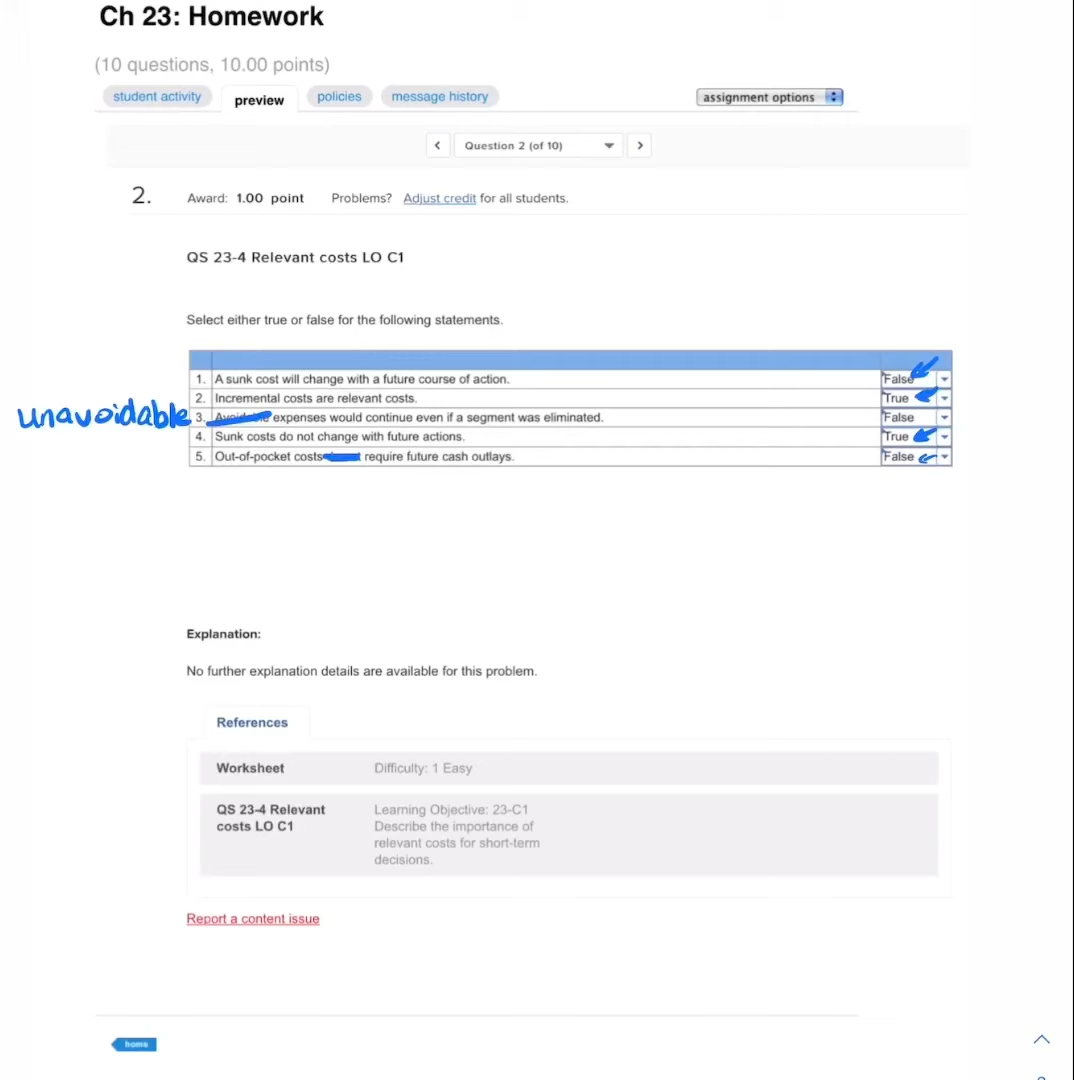 Ch 23: Homework
(10 questions, 10.00 points)
student activity preview policies message history assignment options
Question 2 (of 10)
2. Award: 1.00 point Problems? Adjust credit for all students.
QS 23-4 Relevant costs LO C1
Select either true or false for the following statements.
1. A sunk cost will change with a future course of action. False
2. Incremental costs are relevant costs. True
unavoidable 3. expenses would continue even if a segment was eliminated. False
4. Sunk costs do not change with future actions. True
5. Out-of-pocket costs require future cash outlays. False
Explanation:
No further explanation details are available for this problem.
References
Worksheet Difficulty: 1 Easy
QS 23-4 Relevant Learning Objective: 23-C1
costs LO C1 Describe the importance of
relevant costs for short-term
decisions.
Report a content issue
home